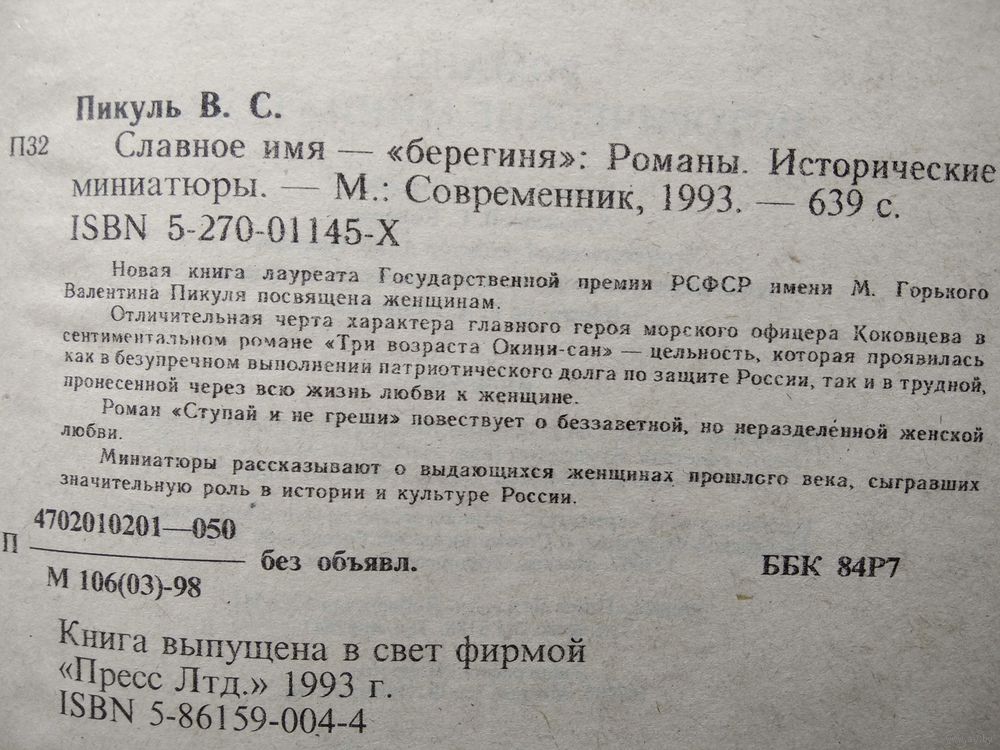 Пикуль В. С.
П32 Славное имя — «берегиня»: Романы. Исторические
миниатюры. — М.: Современник, 1993. — 639 с.
ISBN 5-270-01145-X
Новая книга лауреата Государственной премии РСФСР имени М. Горького
Валентина Пикуля посвящена женщинам.
Отличительная черта характера главного героя морского офицера Коковцева в
сентиментальном романе «Три возраста Окини-сан» — цельность, которая проявилась
как в безупречном выполнении патриотического долга по защите России, так и в трудной,
пронесенной через всю жизнь любви к женщине.
Роман «Ступай и не греши» повествует о беззаветной, но неразделенной женской
любви.
Миниатюры рассказывают о выдающихся женщинах прошлого века, сыгравших
значительную роль в истории и культуре России.
П 4702010201—050
М 106(03)-98
без объявл.
ББК 84Р7
Книга выпущена в свет фирмой
«Пресс Лтд.» 1993 г.
ISBN 5-86159-004-4